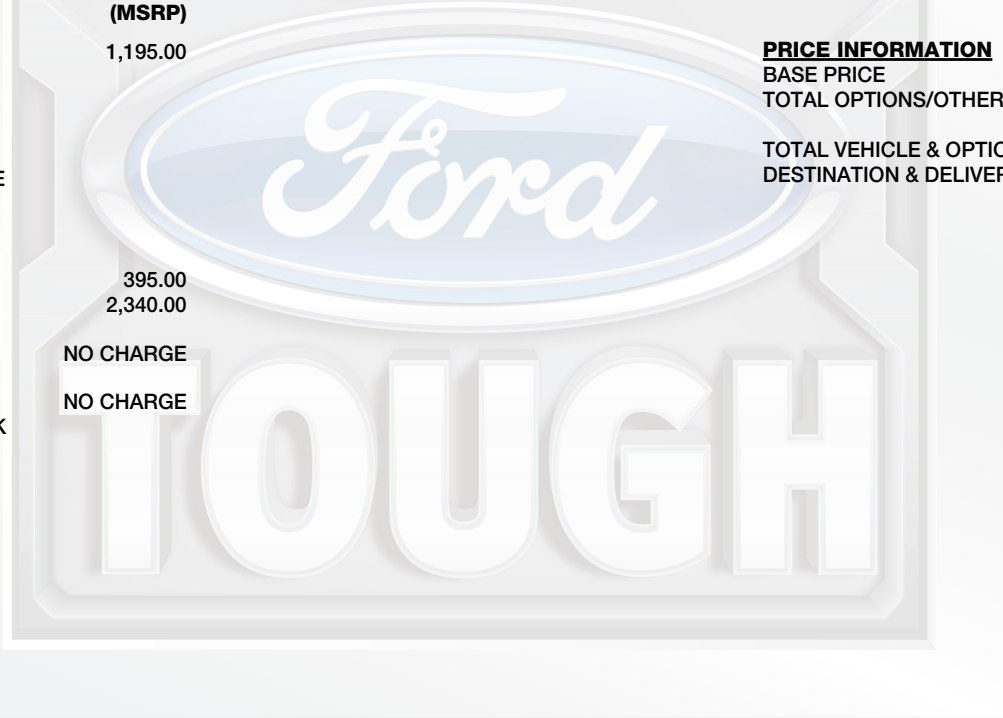 (MSRP)
1,195.00
E
395.00
2,340.00
NO CHARGE
NO CHARGE
K
PRICE INFORMATION
BASE PRICE
TOTAL OPTIONS/OTHER
TOTAL VEHICLE & OPTIO
DESTINATION & DELIVER
Ford
TOUGH